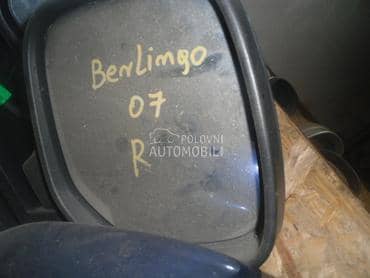 Berlingo
07
R
POLOVNI
AUTOMOBILI